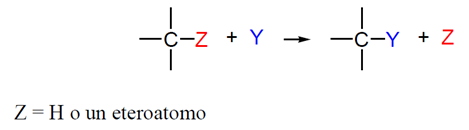 C–Z + Y → C–Y + Z
Z = H o un eteroatomo